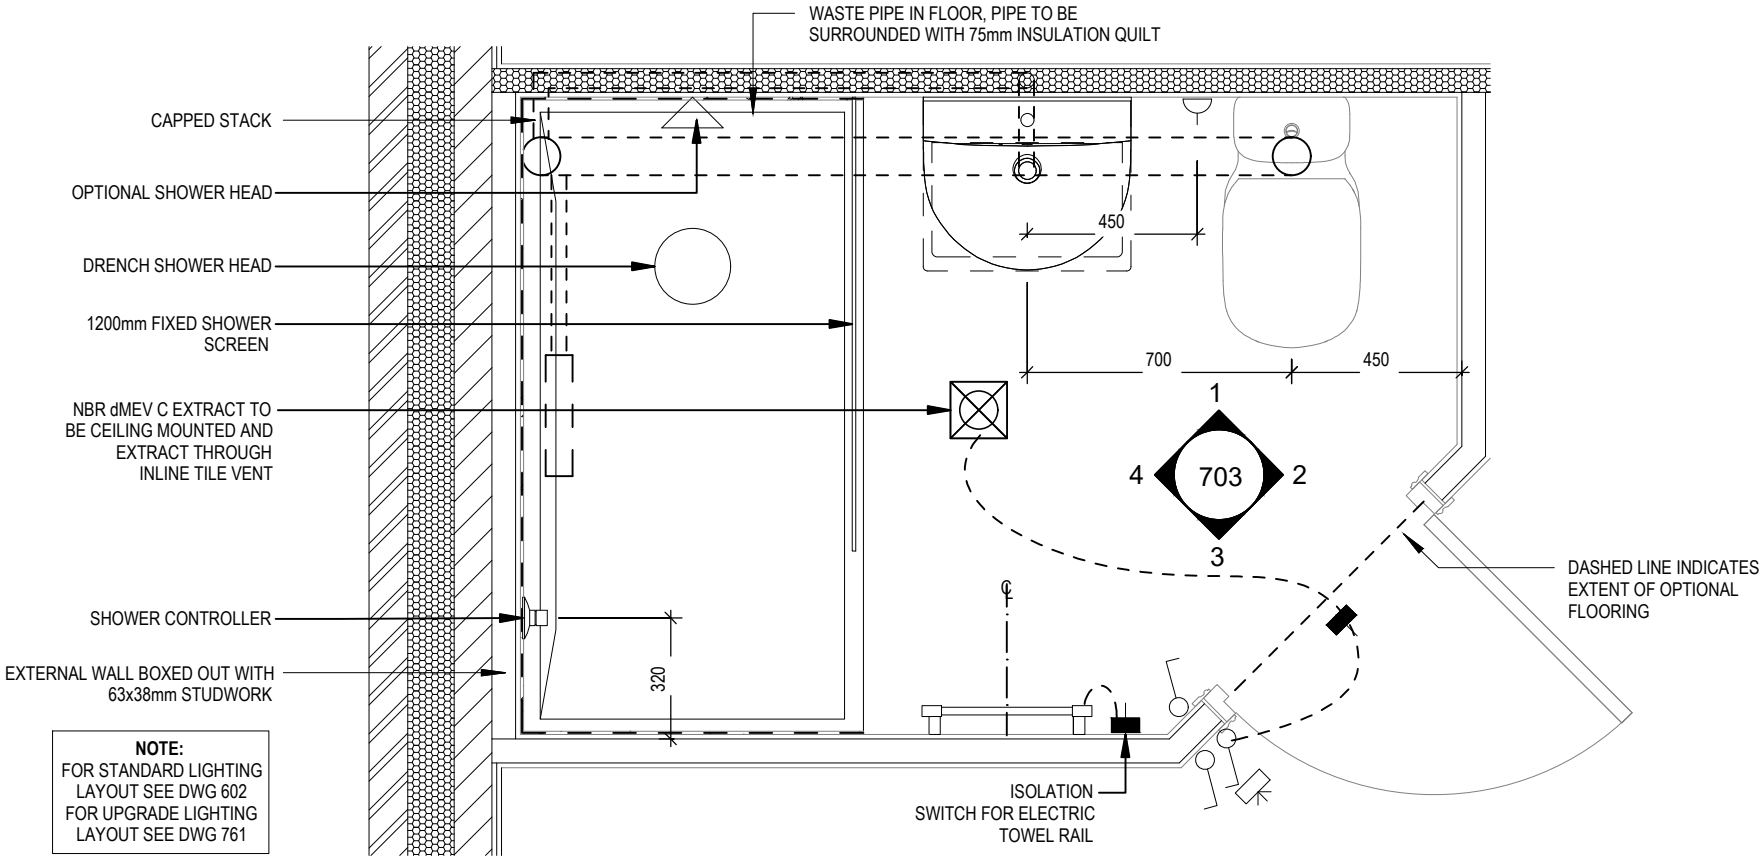 WASTE PIPE IN FLOOR, PIPE TO BE
SURROUNDED WITH 75mm INSULATION QUILT
CAPPED STACK
OPTIONAL SHOWER HEAD
DRENCH SHOWER HEAD
1200mm FIXED SHOWER
SCREEN
NBR dMEV C EXTRACT TO
BE CEILING MOUNTED AND
EXTRACT THROUGH
INLINE TILE VENT
SHOWER CONTROLLER
EXTERNAL WALL BOXED OUT WITH
63x38mm STUDWORK
NOTE:
FOR STANDARD LIGHTING
LAYOUT SEE DWG 602
FOR UPGRADE LIGHTING
LAYOUT SEE DWG 761
450
700
450
1
4
703
2
3
320
℄
DASHED LINE INDICATES
EXTENT OF OPTIONAL
FLOORING
ISOLATION
SWITCH FOR ELECTRIC
TOWEL RAIL